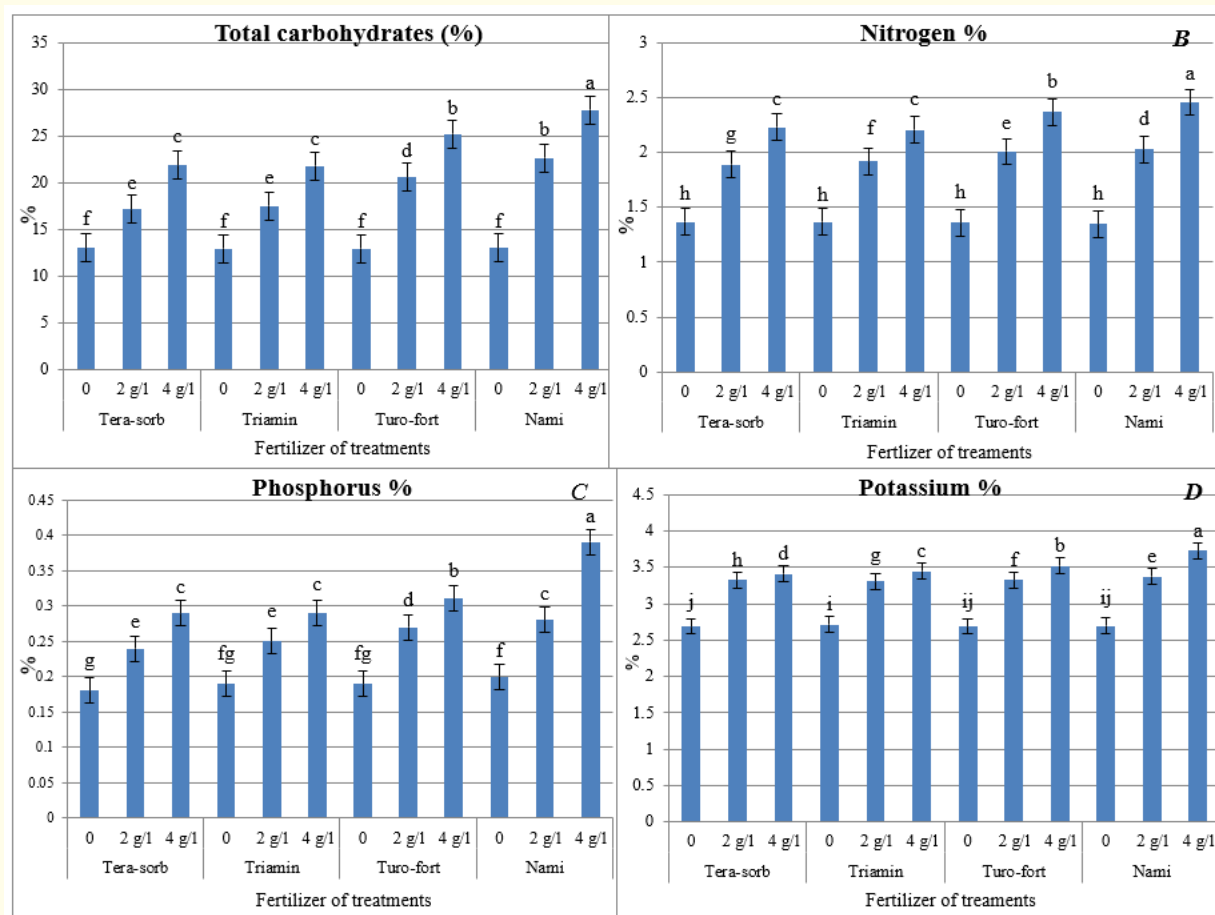 Total carbohydrates (%)
35
30
25
20
15
10
5
0
%
f e c f e c f d b f b a
0 2 g/l 4 g/l 0 2 g/l 4 g/l 0 2 g/l 4 g/l 0 2 g/l 4 g/l
Tera-sorb Triamin Turo-fort Nami
Fertilizer of treatments
Nitrogen % B
3
2.5
2
1.5
1
0.5
0
%
h g c h f c h e b h d a
0 2 g/l 4 g/l 0 2 g/l 4 g/l 0 2 g/l 4 g/l 0 2 g/l 4 g/l
Tera-sorb Triamin Turo-fort Nami
Fertlizer of treaments
Phosphorus % C
0.45
0.4
0.35
0.3
0.25
0.2
0.15
0.1
0.05
0
%
g e c fg e c fg d b f c a
0 2 g/l 4 g/l 0 2 g/l 4 g/l 0 2 g/l 4 g/l 0 2 g/l 4 g/l
Tera-sorb Triamin Turo-fort Nami
Fertilizer of treatments
Potassium % D
4.5
4
3.5
3
2.5
2
1.5
1
0.5
0
%
j h d i g c ij f b ij e a
0 2 g/l 4 g/l 0 2 g/l 4 g/l 0 2 g/l 4 g/l 0 2 g/l 4 g/l
Tera-sorb Triamin Turo-fort Nami
Fertilizer of treatments